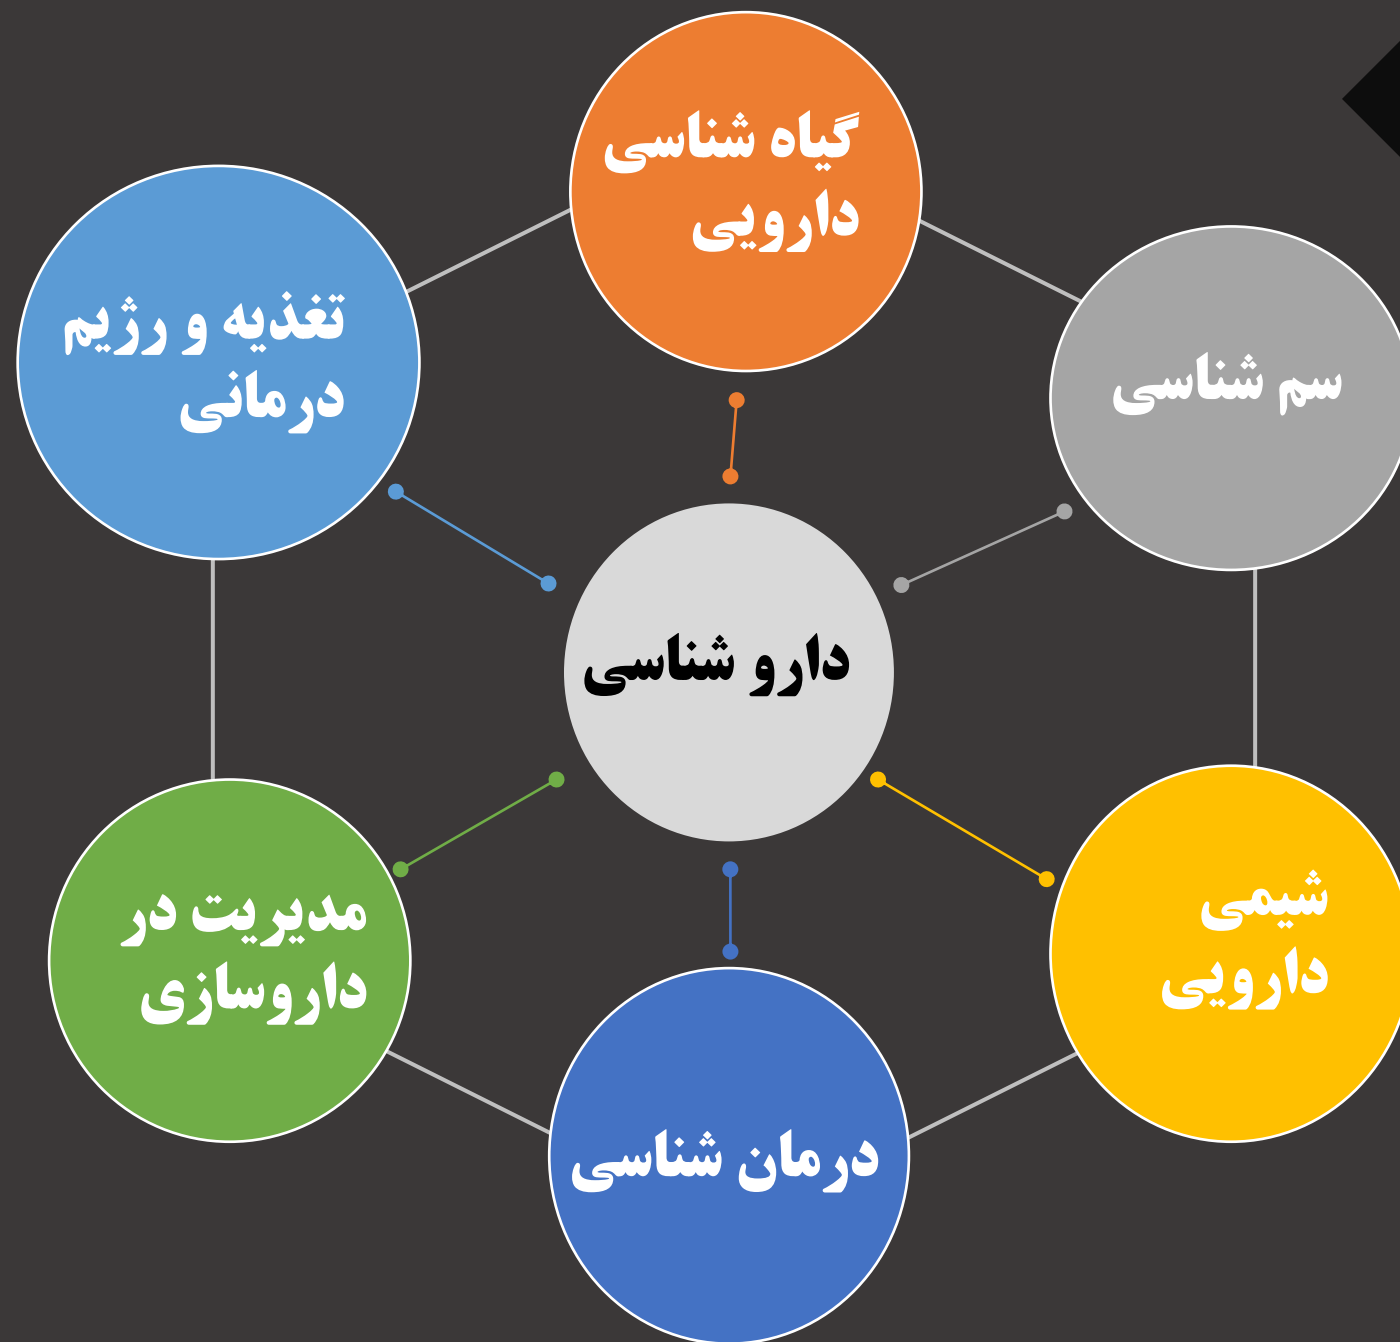 گیاه شناسی
دارویی
سم شناسی
تغذیه و رژیم
درمانی
دارو شناسی
شیمی
دارویی
مدیریت در
داروسازی
درمان شناسی